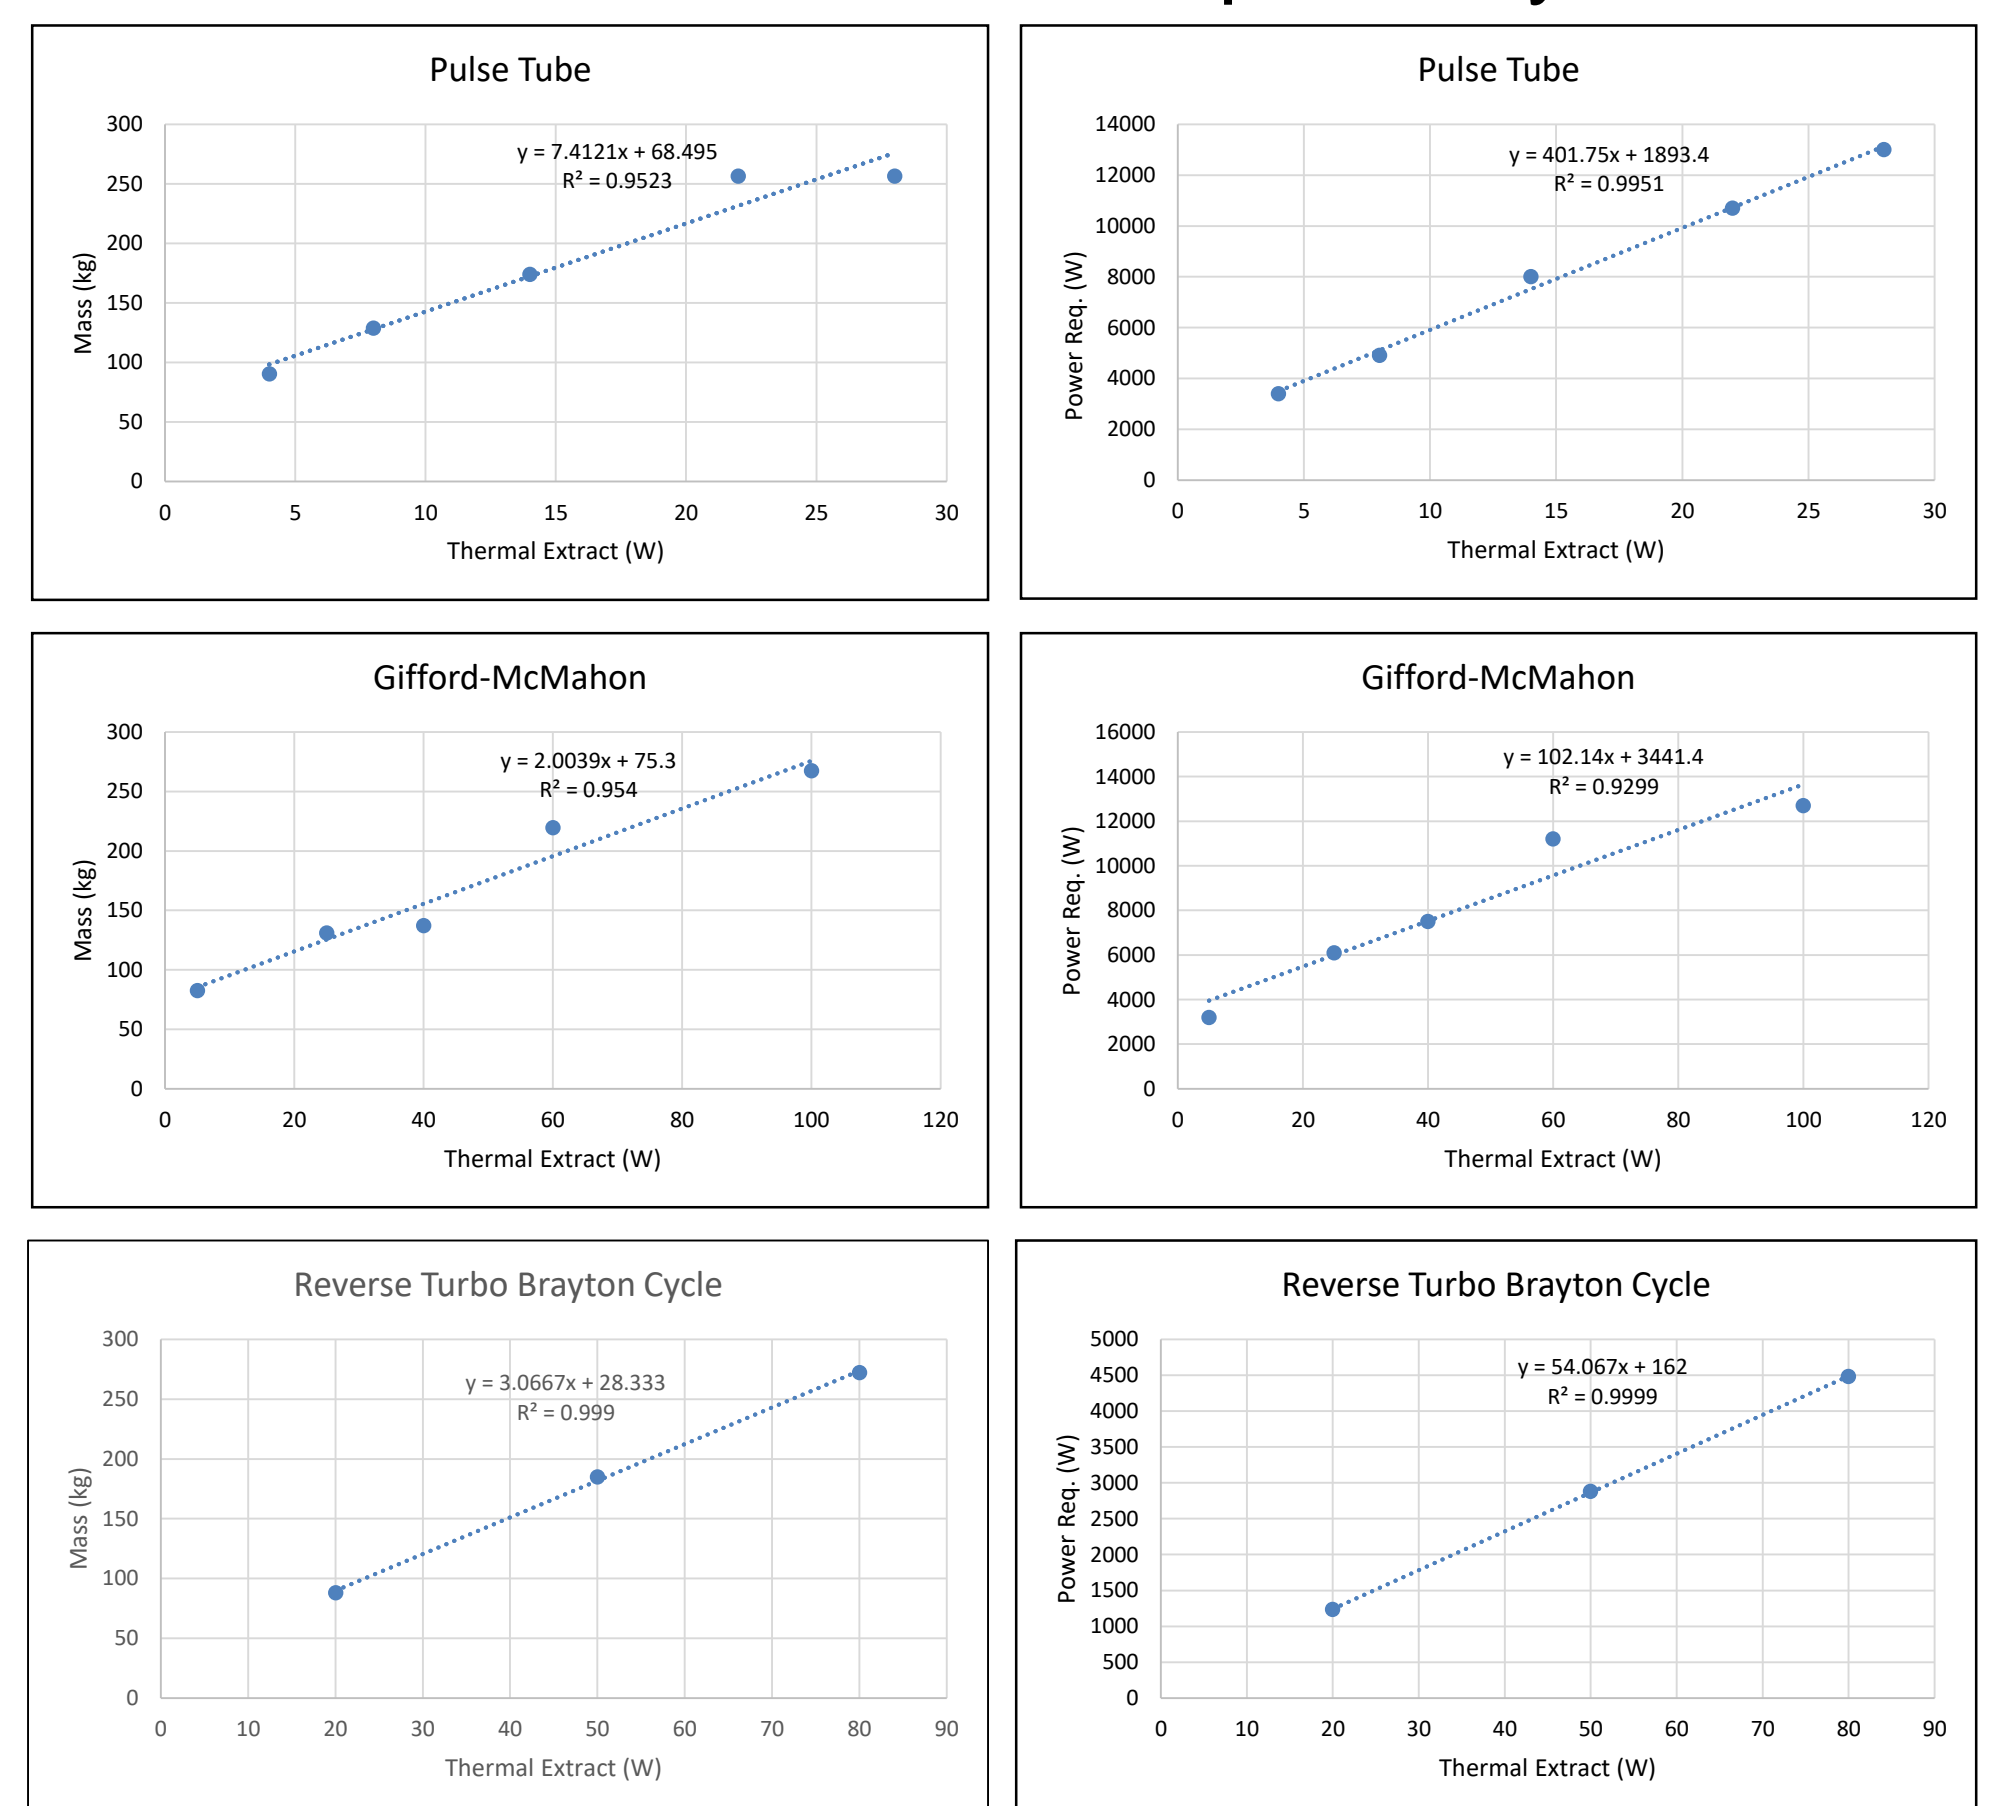 Pulse Tube
300
250
200
150
100
50
0
Mass (kg)
y = 7.4121x + 68.495
R² = 0.9523
0 5 10 15 20 25 30
Thermal Extract (W)
Pulse Tube
14000
12000
10000
8000
6000
4000
2000
0
Power Req. (W)
y = 401.75x + 1893.4
R² = 0.9951
0 5 10 15 20 25 30
Thermal Extract (W)
Gifford-McMahon
300
250
200
150
100
50
0
Mass (kg)
y = 2.0039x + 75.3
R² = 0.954
0 20 40 60 80 100 120
Thermal Extract (W)
Gifford-McMahon
16000
14000
12000
10000
8000
6000
4000
2000
0
Power Req. (W)
y = 102.14x + 3441.4
R² = 0.9299
0 20 40 60 80 100 120
Thermal Extract (W)
Reverse Turbo Brayton Cycle
300
250
200
150
100
50
0
Mass (kg)
y = 3.0667x + 28.333
R² = 0.999
0 10 20 30 40 50 60 70 80 90
Thermal Extract (W)
Reverse Turbo Brayton Cycle
5000
4500
4000
3500
3000
2500
2000
1500
1000
500
0
Power Req. (W)
y = 54.067x + 162
R² = 0.9999
0 10 20 30 40 50 60 70 80 90
Thermal Extract (W)